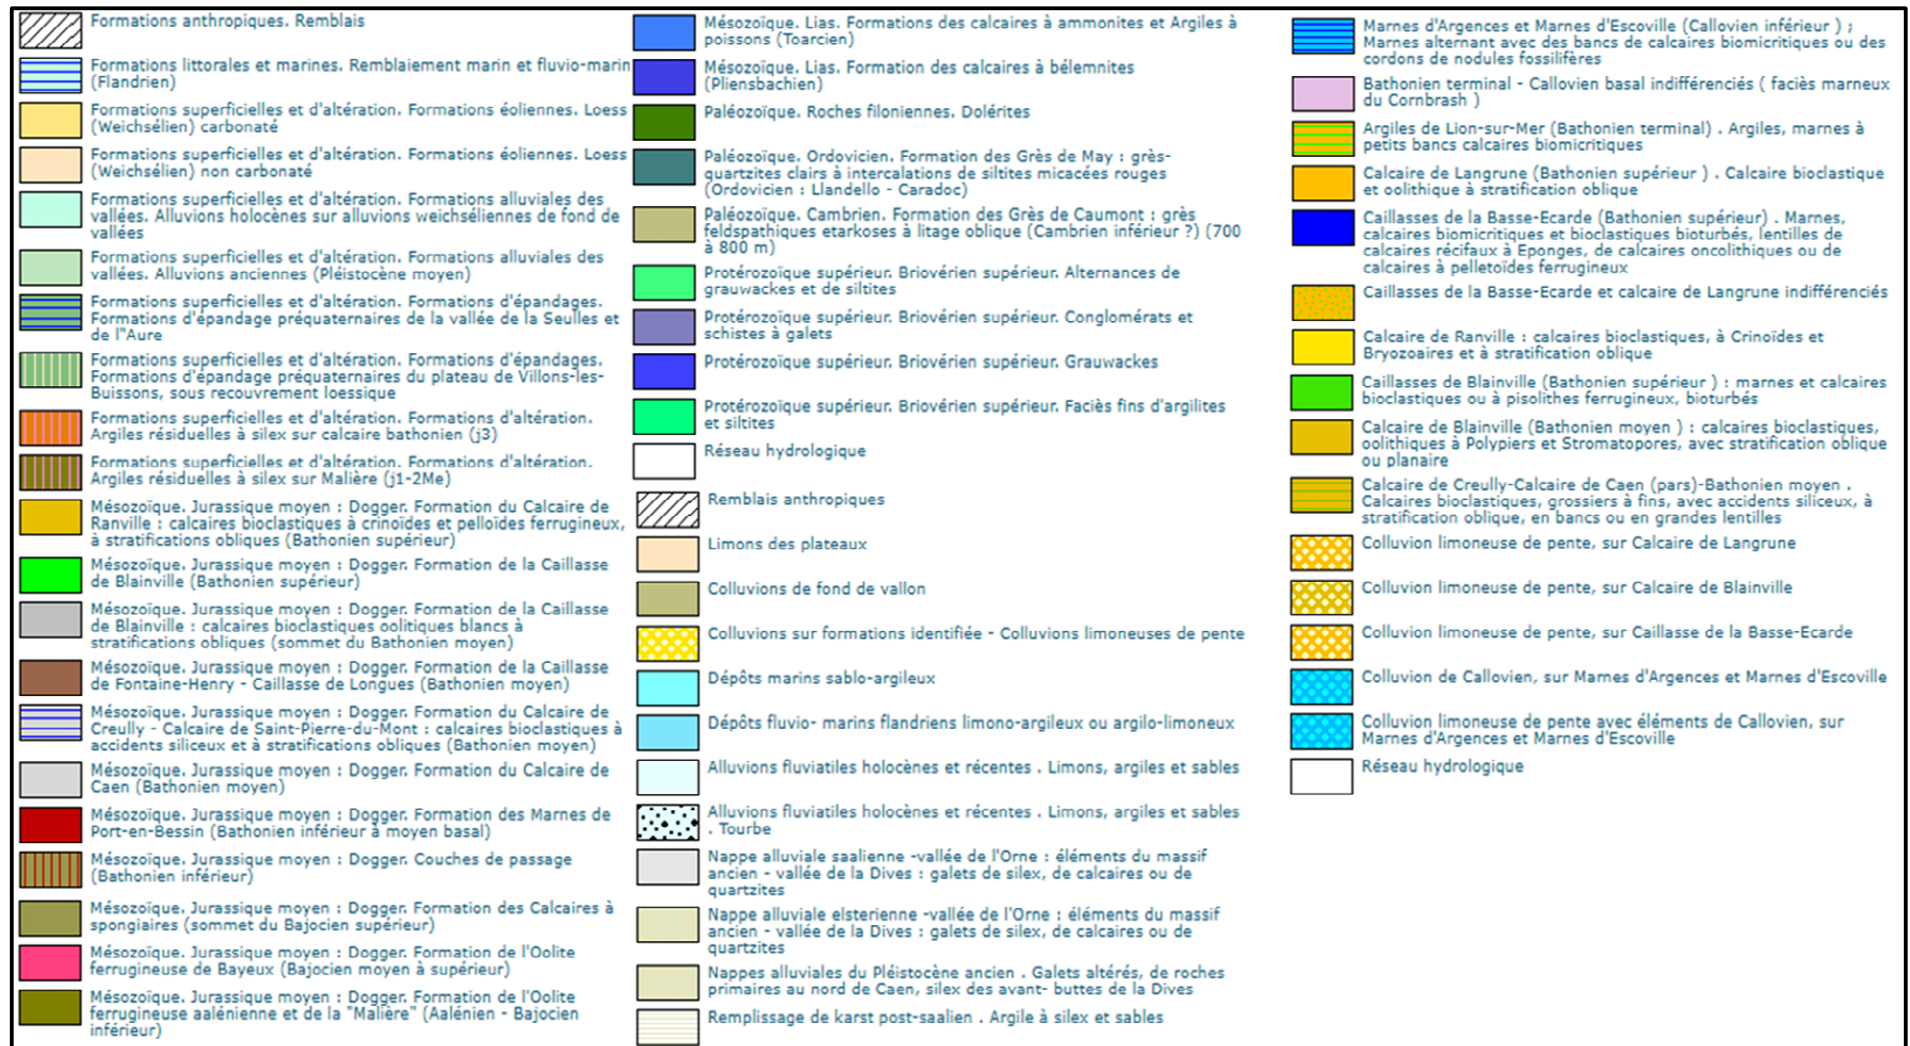 Formations anthropiques. Remblais
Formations littorales et marines. Remblaiement marin et fluvio-marin
(Flandrien)
Formations superficielles et d'altération. Formations éoliennes. Loess
(Weichsélien) carbonaté
Formations superficielles et d'altération. Formations éoliennes. Loess
(Weichsélien) non carbonaté
Formations superficielles et d'altération. Formations alluviales des
vallées. Alluvions holocènes sur alluvions weichséliennes de fond de
vallées
Formations superficielles et d'altération. Formations alluviales des
vallées. Alluvions anciennes (Pléistocène moyen)
Formations superficielles et d'altération. Formations d'épandages.
Formations d'épandage préquaternaires de la vallée de la Seulles et
de l"Aure
Formations superficielles et d'altération. Formations d'épandages.
Formations d'épandage préquaternaires du plateau de Villons-les-
Buissons, sous recouvrement loessique
Formations superficielles et d'altération. Formations d'altération.
Argiles résiduelles à silex sur calcaire bathonien (j3)
Formations superficielles et d'altération. Formations d'altération.
Argiles résiduelles à silex sur Malière (j1-2Me)
Mésozoïque. Jurassique moyen : Dogger. Formation du Calcaire de
Ranville : calcaires bioclastiques à crinoïdes et pelloïdes ferrugineux,
à stratifications obliques (Bathonien supérieur)
Mésozoïque. Jurassique moyen : Dogger. Formation de la Caillasse
de Blainville (Bathonien supérieur)
Mésozoïque. Jurassique moyen : Dogger. Formation de la Caillasse
de Blainville : calcaires bioclastiques oolitiques blancs à
stratifications obliques (sommet du Bathonien moyen)
Mésozoïque. Jurassique moyen : Dogger. Formation de la Caillasse
de Fontaine-Henry - Caillasse de Longues (Bathonien moyen)
Mésozoïque. Jurassique moyen : Dogger. Formation du Calcaire de
Creully - Calcaire de Saint-Pierre-du-Mont : calcaires bioclastiques à
accidents siliceux et à stratifications obliques (Bathonien moyen)
Mésozoïque. Jurassique moyen : Dogger. Formation du Calcaire de
Caen (Bathonien moyen)
Mésozoïque. Jurassique moyen : Dogger. Formation des Marnes de
Port-en-Bessin (Bathonien inférieur à moyen basal)
Mésozoïque. Jurassique moyen : Dogger. Couches de passage
(Bathonien inférieur)
Mésozoïque. Jurassique moyen : Dogger. Formation des Calcaires à
spongiaires (sommet du Bajocien supérieur)
Mésozoïque. Jurassique moyen : Dogger. Formation de l'Oolite
ferrugineuse de Bayeux (Bajocien moyen à supérieur)
Mésozoïque. Jurassique moyen : Dogger. Formation de l'Oolite
ferrugineuse aalénienne et de la "Malière" (Aalénien - Bajocien
inférieur)
Mésozoïque. Lias. Formations des calcaires à ammonites et Argiles à
poissons (Toarcien)
Mésozoïque. Lias. Formation des calcaires à bélemnites
(Pliensbachien)
Paléozoïque. Roches filoniennes. Dolérites
Paléozoïque. Ordovicien. Formation des Grès de May : grès-
quartzites clairs à intercalations de siltites micacées rouges
(Ordovicien : Llandello - Caradoc)
Paléozoïque. Cambrien. Formation des Grès de Caumont : grès
feldspathiques etarkoses à litage oblique (Cambrien inférieur ?) (700
à 800 m)
Protérozoïque supérieur. Briovérien supérieur. Alternances de
grauwackes et de siltites
Protérozoïque supérieur. Briovérien supérieur. Conglomérats et
schistes à galets
Protérozoïque supérieur. Briovérien supérieur. Grauwackes
Protérozoïque supérieur. Briovérien supérieur. Faciès fins d'argilites
et siltites
Réseau hydrologique
Remblais anthropiques
Limons des plateaux
Colluvions de fond de vallon
Colluvions sur formations identifiée - Colluvions limoneuses de pente
Dépôts marins sablo-argileux
Dépôts fluvio- marins flandriens limono-argileux ou argilo-limoneux
Alluvions fluviatiles holocènes et récentes . Limons, argiles et sables
Alluvions fluviatiles holocènes et récentes . Limons, argiles et sables
. Tourbe
Nappe alluviale saalienne -vallée de l'Orne : éléments du massif
ancien - vallée de la Dives : galets de silex, de calcaires ou de
quartzites
Nappe alluviale elsterienne -vallée de l'Orne : éléments du massif
ancien - vallée de la Dives : galets de silex, de calcaires ou de
quartzites
Nappes alluviales du Pléistocène ancien . Galets altérés, de roches
primaires au nord de Caen, silex des avant- buttes de la Dives
Remplissage de karst post-saalien . Argile à silex et sables
Marnes d'Argences et Marnes d'Escoville (Callovien inférieur ) ;
Marnes alternant avec des bancs de calcaires biomicritiques ou des
cordons de nodules fossilifères
Bathonien terminal - Callovien basal indifférenciés ( faciès marneux
du Cornbrash )
Argiles de Lion-sur-Mer (Bathonien terminal) . Argiles, marnes à
petits bancs calcaires biomicritiques
Calcaire de Langrune (Bathonien supérieur ) . Calcaire bioclastique
et oolithique à stratification oblique
Caillasses de la Basse-Ecarde (Bathonien supérieur) . Marnes,
calcaires biomicritiques et bioclastiques bioturbés, lentilles de
calcaires récifaux à Eponges, de calcaires oncolithiques ou de
calcaires à pelletoïdes ferrugineux
Caillasses de la Basse-Ecarde et calcaire de Langrune indifférenciés
Calcaire de Ranville : calcaires bioclastiques, à Crinoïdes et
Bryozoaires et à stratification oblique
Caillasses de Blainville (Bathonien supérieur ) : marnes et calcaires
bioclastiques ou à pisolithes ferrugineux, bioturbés
Calcaire de Blainville (Bathonien moyen ) : calcaires bioclastiques,
oolithiques à Polypiers et Stromatopores, avec stratification oblique
ou planaire
Calcaire de Creully-Calcaire de Caen (pars)-Bathonien moyen .
Calcaires bioclastiques, grossiers à fins, avec accidents siliceux, à
stratification oblique, en bancs ou en grandes lentilles
Colluvion limoneuse de pente, sur Calcaire de Langrune
Colluvion limoneuse de pente, sur Calcaire de Blainville
Colluvion limoneuse de pente, sur Caillasse de la Basse-Ecarde
Colluvion de Callovien, sur Marnes d'Argences et Marnes d'Escoville
Colluvion limoneuse de pente avec éléments de Callovien, sur
Marnes d'Argences et Marnes d'Escoville
Réseau hydrologique